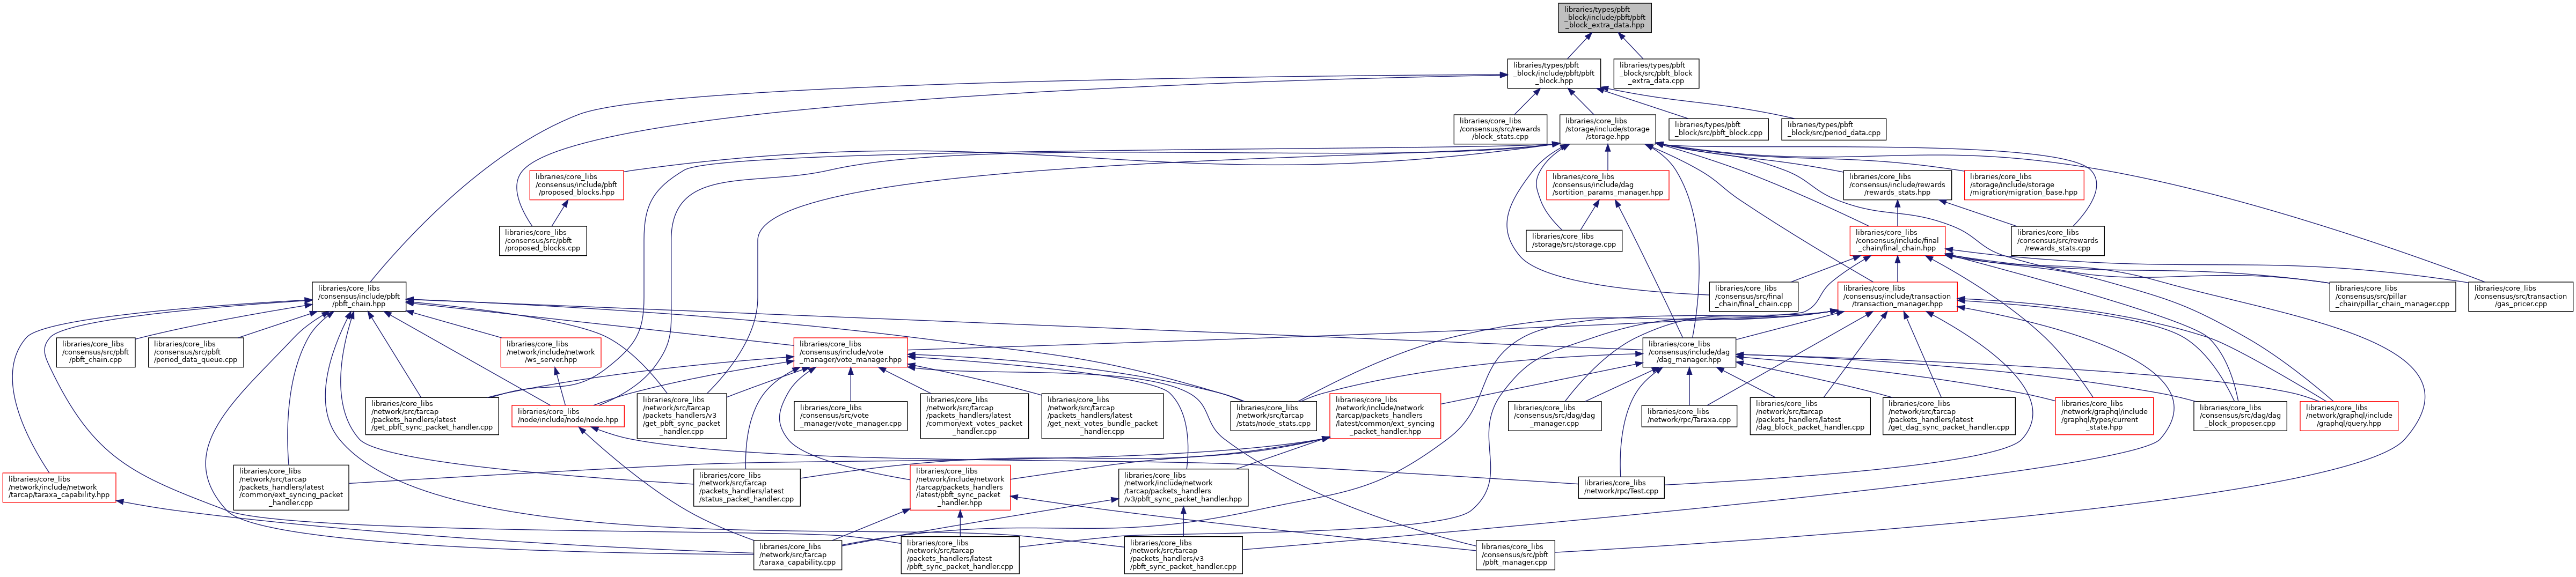 libraries/types/pbft
_block/include/pbft/pbft
_block_extra_data.hpp
libraries/types/pbft
_block/include/pbft/pbft
_block.hpp
libraries/types/pbft
_block/src/pbft_block
_extra_data.cpp
libraries/core_libs
/consensus/src/rewards
/block_stats.cpp
libraries/core_libs
/storage/include/storage
/storage.hpp
libraries/types/pbft
_block/src/pbft_block.cpp
libraries/types/pbft
_block/src/period_data.cpp
libraries/core_libs
/consensus/include/pbft
/proposed_blocks.hpp
libraries/core_libs
/consensus/include/dag
/sortition_params_manager.hpp
libraries/core_libs
/consensus/include/rewards
/rewards_stats.hpp
libraries/core_libs
/storage/include/storage
/migration/migration_base.hpp
libraries/core_libs
/consensus/src/pbft
/proposed_blocks.cpp
libraries/core_libs
/storage/src/storage.cpp
libraries/core_libs
/consensus/include/final
_chain/final_chain.hpp
libraries/core_libs
/consensus/src/rewards
/rewards_stats.cpp
libraries/core_libs
/consensus/include/pbft
/pbft_chain.hpp
libraries/core_libs
/consensus/src/final
_chain/final_chain.cpp
libraries/core_libs
/consensus/include/transaction
/transaction_manager.hpp
libraries/core_libs
/consensus/src/pillar
_chain/pillar_chain_manager.cpp
libraries/core_libs
/consensus/src/transaction
/gas_pricer.cpp
libraries/core_libs
/consensus/src/pbft
/pbft_chain.cpp
libraries/core_libs
/consensus/src/pbft
/period_data_queue.cpp
libraries/core_libs
/network/include/network
/ws_server.hpp
libraries/core_libs
/consensus/include/vote
_manager/vote_manager.hpp
libraries/core_libs
/consensus/include/dag
/dag_manager.hpp
libraries/core_libs
/network/src/tarcap
/packets_handlers/latest
/get_pbft_sync_packet_handler.cpp
libraries/core_libs
/node/include/node/node.hpp
libraries/core_libs
/network/src/tarcap
/packets_handlers/v3
/get_pbft_sync_packet
_handler.cpp
libraries/core_libs
/consensus/src/vote
_manager/vote_manager.cpp
libraries/core_libs
/network/src/tarcap
/packets_handlers/latest
/common/ext_votes_packet
_handler.cpp
libraries/core_libs
/network/src/tarcap
/packets_handlers/latest
/get_next_votes_bundle_packet
_handler.cpp
libraries/core_libs
/network/src/tarcap
/stats/node_stats.cpp
libraries/core_libs
/network/include/network
/tarcap/packets_handlers
/latest/common/ext_syncing
_packet_handler.hpp
libraries/core_libs
/consensus/src/dag/dag
_manager.cpp
libraries/core_libs
/network/rpc/Taraxa.cpp
libraries/core_libs
/network/src/tarcap
/packets_handlers/latest
/dag_block_packet_handler.cpp
libraries/core_libs
/network/src/tarcap
/packets_handlers/latest
/get_dag_sync_packet_handler.cpp
libraries/core_libs
/network/graphql/include
/graphql/types/current
_state.hpp
libraries/core_libs
/consensus/src/dag/dag
_block_proposer.cpp
libraries/core_libs
/network/graphql/include
/graphql/query.hpp
libraries/core_libs
/network/include/network
/tarcap/taraxa_capability.hpp
libraries/core_libs
/network/src/tarcap
/packets_handlers/latest
/common/ext_syncing_packet
_handler.cpp
libraries/core_libs
/network/src/tarcap
/packets_handlers/latest
/status_packet_handler.cpp
libraries/core_libs
/network/include/network
/tarcap/packets_handlers
/latest/pbft_sync_packet
_handler.hpp
libraries/core_libs
/network/include/network
/tarcap/packets_handlers
/v3/pbft_sync_packet_handler.hpp
libraries/core_libs
/network/rpc/Test.cpp
libraries/core_libs
/network/src/tarcap
/taraxa_capability.cpp
libraries/core_libs
/network/src/tarcap
/packets_handlers/latest
/pbft_sync_packet_handler.cpp
libraries/core_libs
/network/src/tarcap
/packets_handlers/v3
/pbft_sync_packet_handler.cpp
libraries/core_libs
/consensus/src/pbft
/pbft_manager.cpp